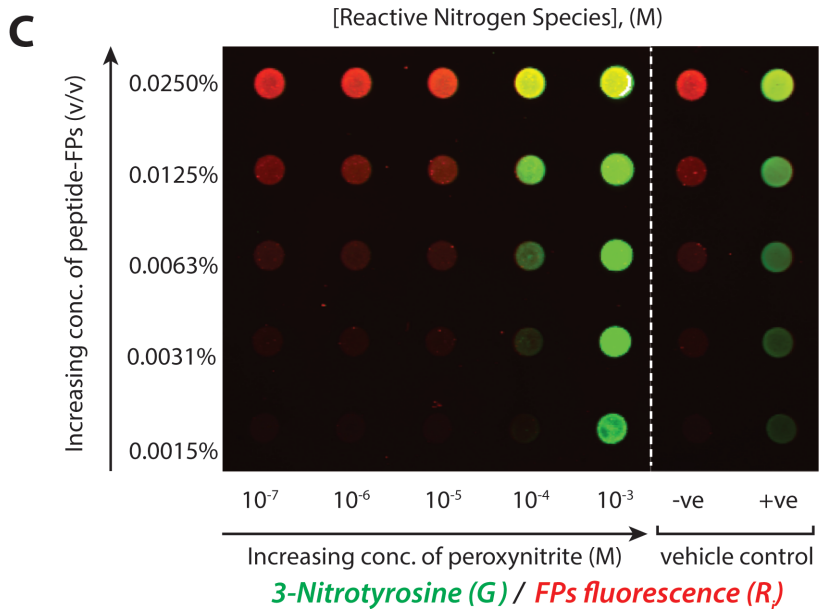 C
[Reactive Nitrogen Species], (M)
Increasing conc. of peptide-FPs (v/v)
0.0250%
0.0125%
0.0063%
0.0031%
0.0015%
10⁻⁷ 10⁻⁶ 10⁻⁵ 10⁻⁴ 10⁻³ -ve +ve
Increasing conc. of peroxynitrite (M) vehicle control
3-Nitrotyrosine (G) / FPs fluorescence (Rᵢ)